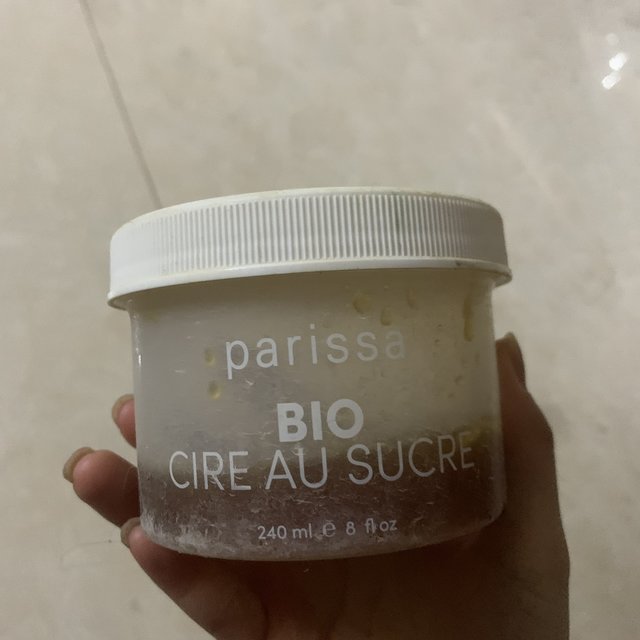 parissa
BIO
CIRE AU SUCRE
240 ml ℮ 8 fl oz